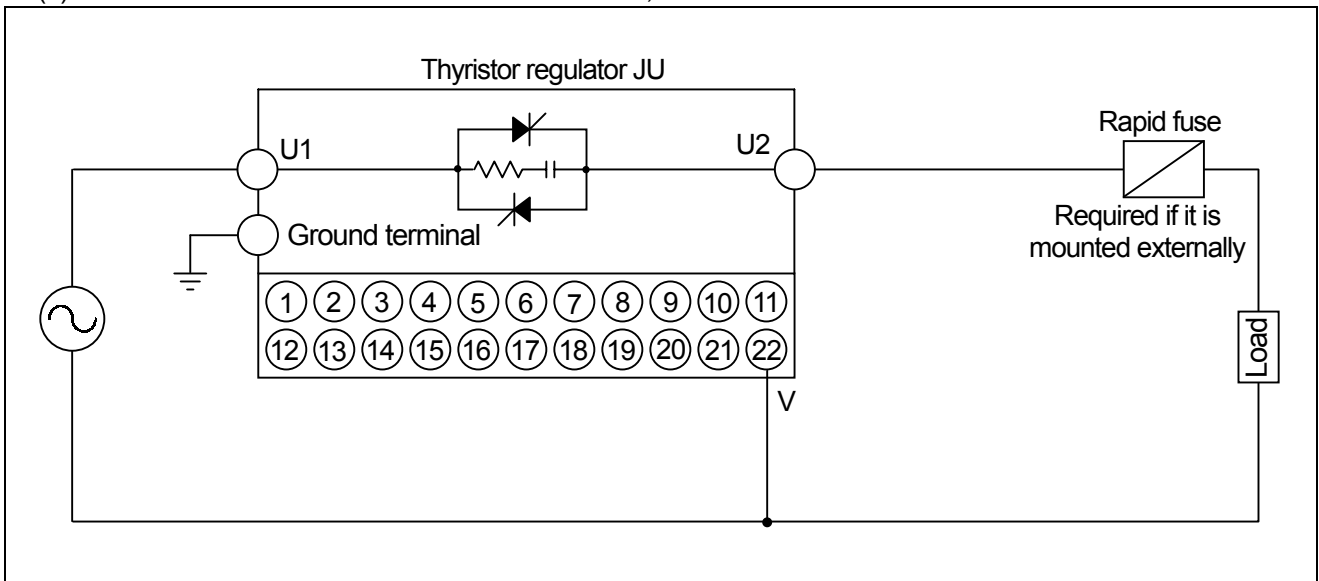 Thyristor regulator JU
U1
U2
Rapid fuse
Required if it is
mounted externally
Ground terminal
1 2 3 4 5 6 7 8 9 10 11
12 13 14 15 16 17 18 19 20 21 22
V
Load